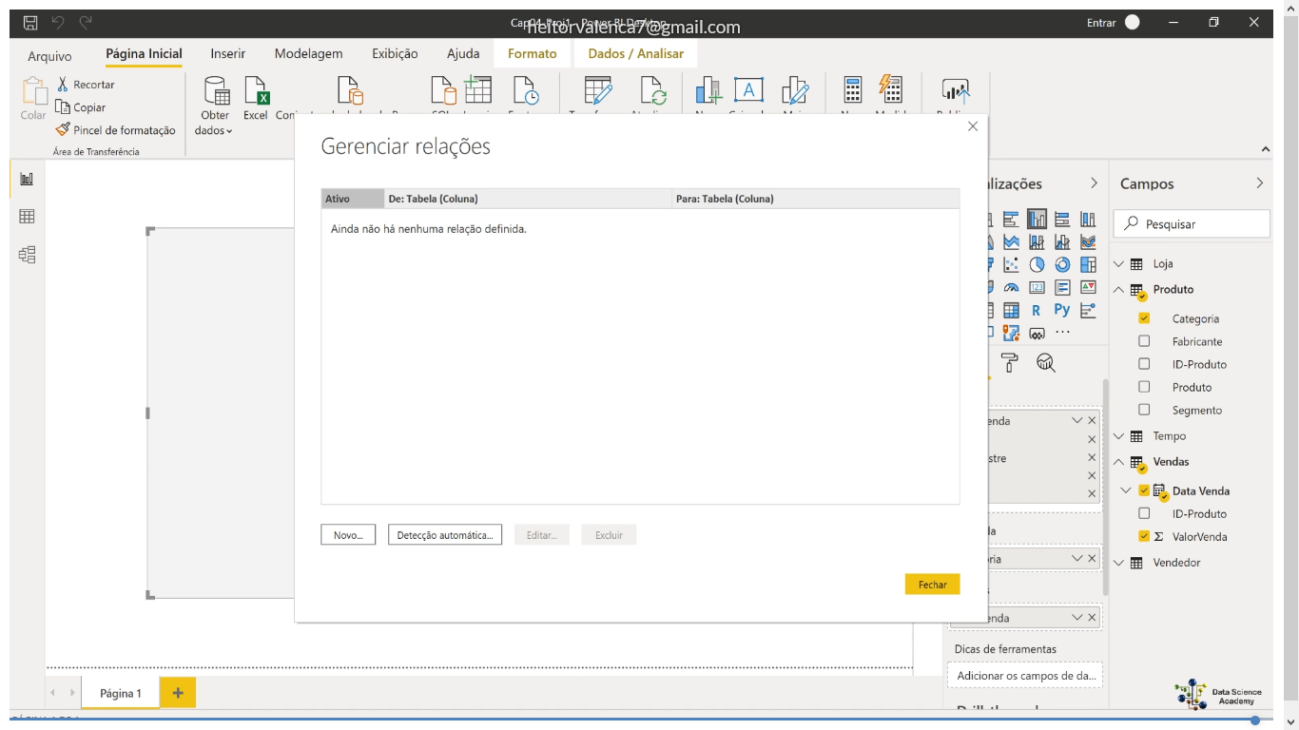 heitorvalenca7@gmail.com
Entrar
Arquivo
Página Inicial
Inserir
Modelagem
Exibição
Ajuda
Formato
Dados / Analisar
Recortar
Copiar
Colar
Pincel de formatação
Obter
dados
Excel
Área de Transferência
Gerenciar relações
Ativo
De: Tabela (Coluna)
Para: Tabela (Coluna)
Ainda não há nenhuma relação definida.
Novo...
Detecção automática...
Editar...
Excluir
Fechar
Dicas de ferramentas
Adicionar os campos de da...
Campos
Pesquisar
Loja
Produto
Categoria
Fabricante
ID-Produto
Produto
Segmento
Tempo
Vendas
Data Venda
ID-Produto
Σ ValorVenda
Vendedor
R
Py
Página 1
Data Science
Academy